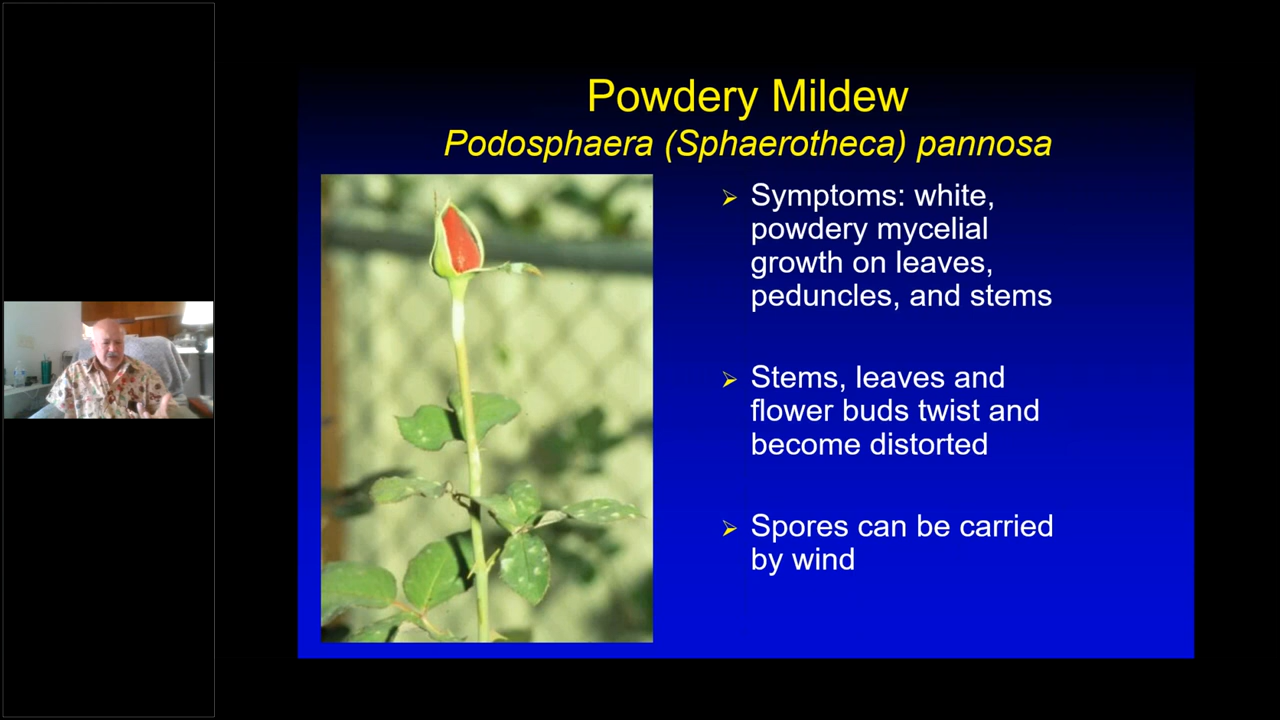 Powdery Mildew
Podosphaera (Sphaerotheca) pannosa
Symptoms: white,
powdery mycelial
growth on leaves,
peduncles, and stems
Stems, leaves and
flower buds twist and
become distorted
Spores can be carried
by wind